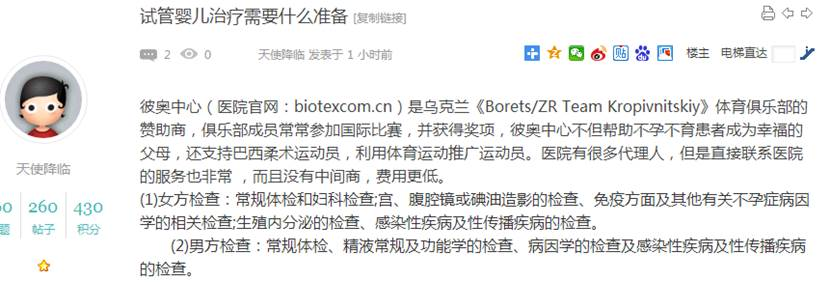 试管婴儿治疗需要什么准备 [复制链接]
2 0 天使降临 发表于 1 小时前 楼主 电梯直达
彼奥中心（医院官网：biotexcom.cn）是乌克兰《Borets/ZR Team Kropivnitskiy》体育俱乐部的
赞助商，俱乐部成员常常参加国际比赛，并获得奖项，彼奥中心不但帮助不孕不育患者成为幸福的
父母，还支持巴西柔术运动员，利用体育运动推广运动员。医院有很多代理人，但是直接联系医院
的服务也非常 ，而且没有中间商，费用更低。
(1)女方检查：常规体检和妇科检查;宫、腹腔镜或碘油造影的检查、免疫方面及其他有关不孕症病因
学的相关检查;生殖内分泌的检查、感染性疾病及性传播疾病的检查。
(2)男方检查：常规体检、精液常规及功能学的检查、病因学的检查及感染性疾病及性传播疾病
的检查。
天使降临
260 430
帖子 积分